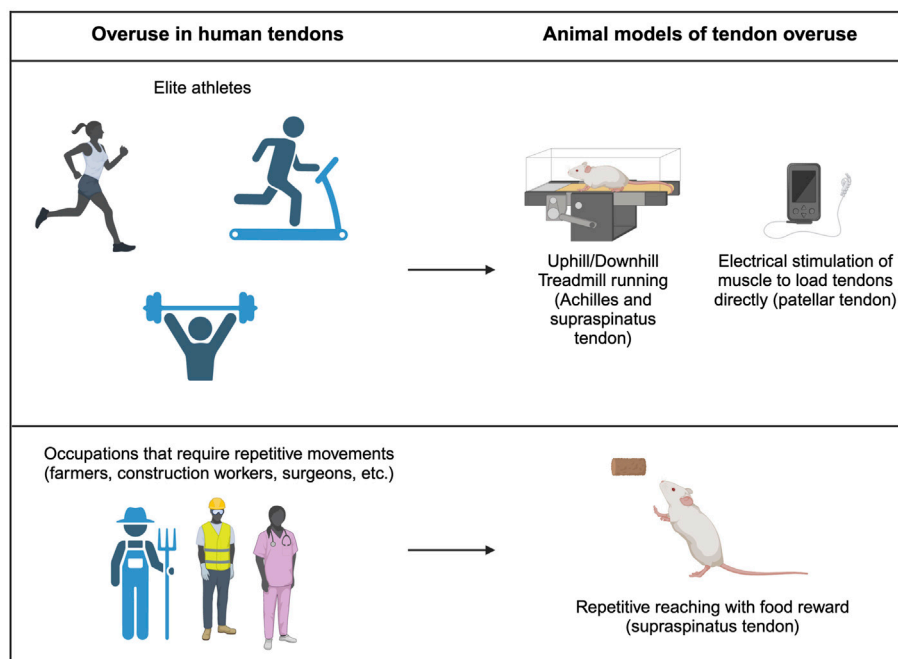 Overuse in human tendons
Animal models of tendon overuse
Elite athletes
Uphill/Downhill
Treadmill running
(Achilles and
supraspinatus
tendon)
Electrical stimulation of
muscle to load tendons
directly (patellar tendon)
Occupations that require repetitive movements
(farmers, construction workers, surgeons, etc.)
Repetitive reaching with food reward
(supraspinatus tendon)